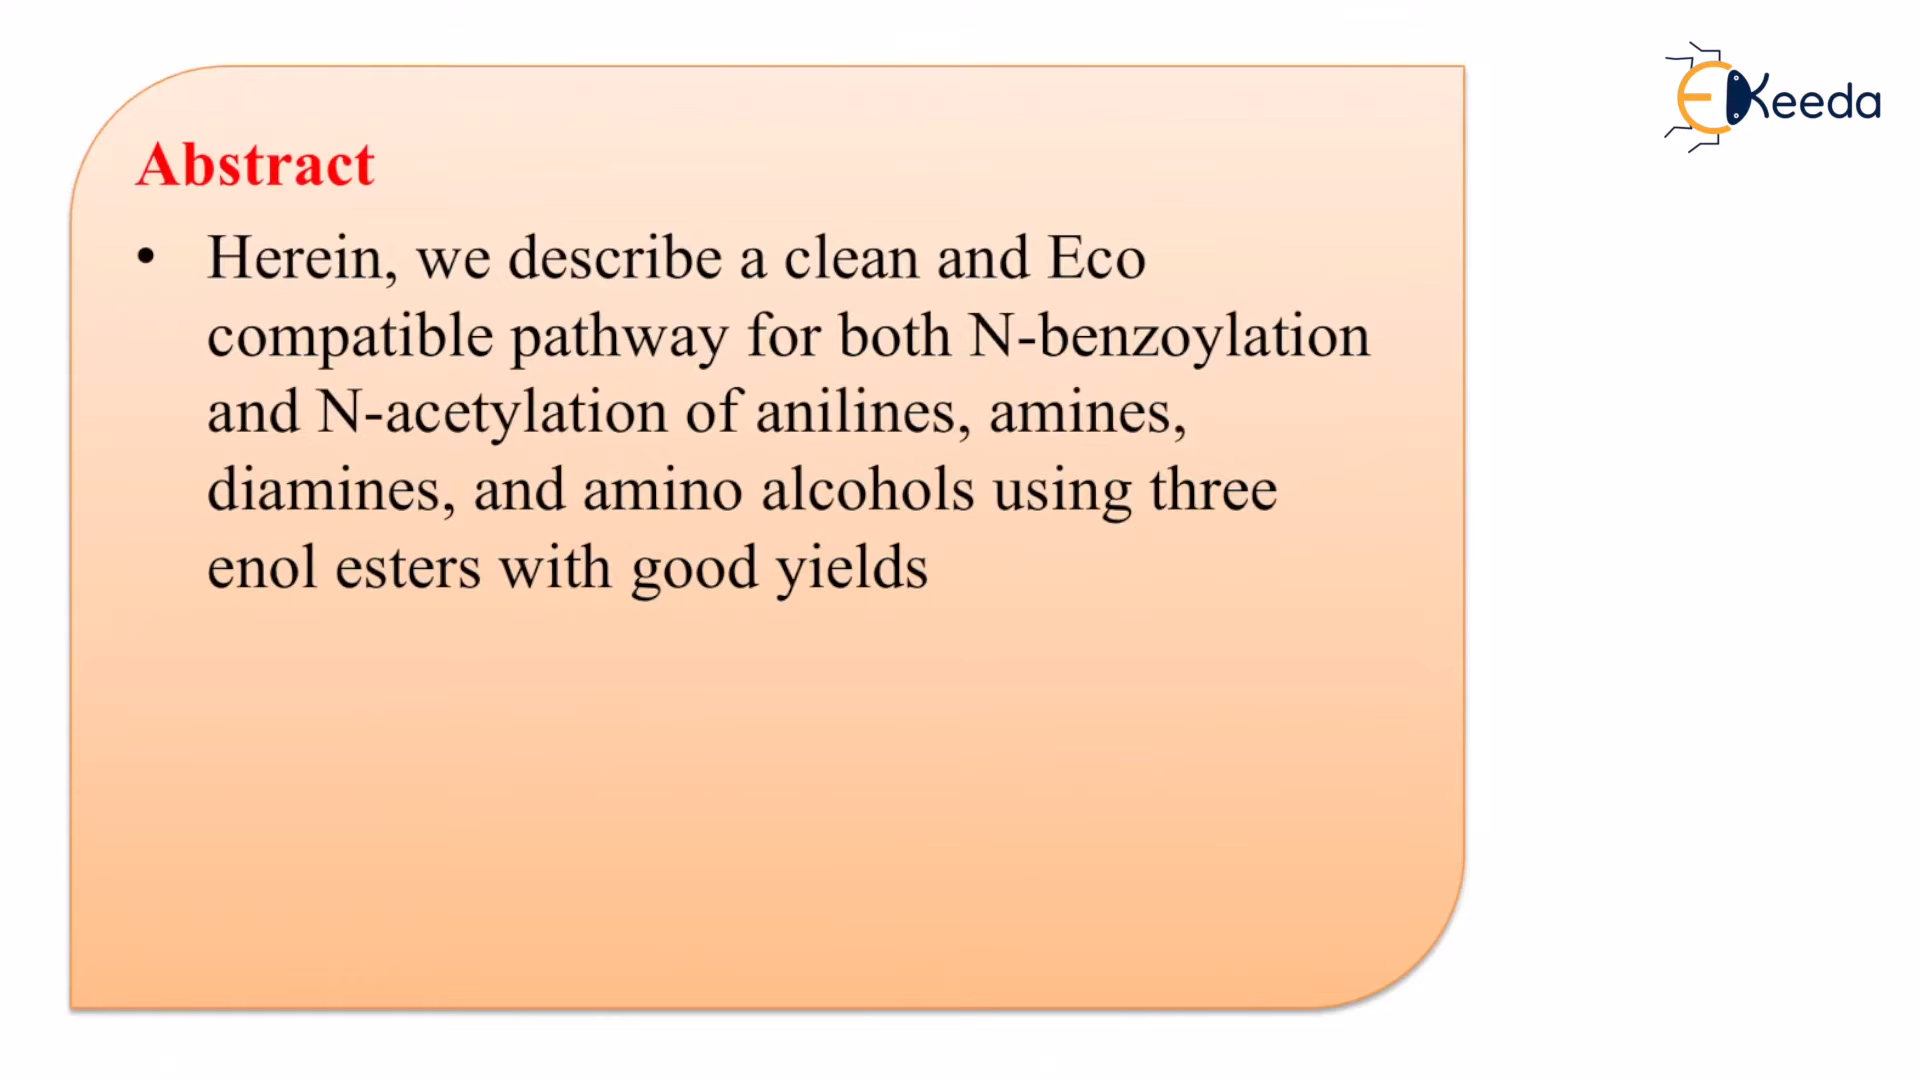 EKeeda
Abstract
• Herein, we describe a clean and Eco
compatible pathway for both N-benzoylation
and N-acetylation of anilines, amines,
diamines, and amino alcohols using three
enol esters with good yields